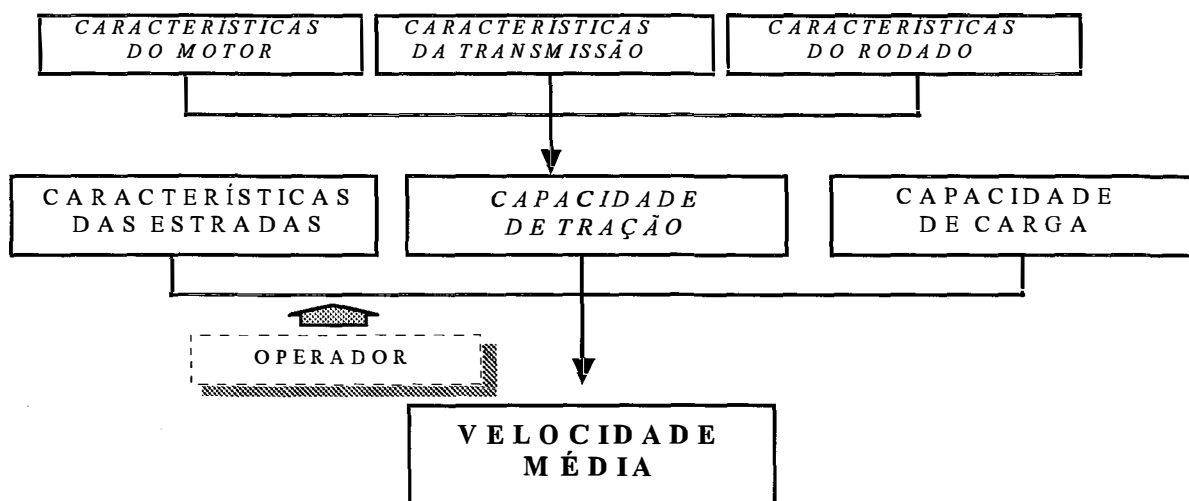 CARACTERÍSTICAS
DO MOTOR
CARACTERÍSTICAS
DA TRANSMISSÃO
CARACTERÍSTICAS
DO RODADO
CARACTERÍSTICAS
DAS ESTRADAS
CAPACIDADE
DE TRAÇÃO
CAPACIDADE
DE CARGA
OPERADOR
VELOCIDADE
MÉDIA